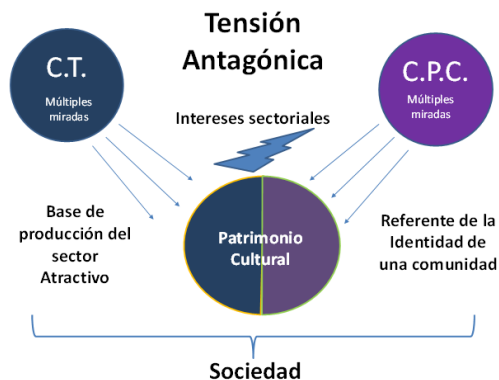 Tensión
Antagónica
C.T.
Múltiples
miradas
C.P.C.
Múltiples
miradas
Intereses sectoriales
Base de
producción del
sector
Atractivo
Patrimonio
Cultural
Referente de la
Identidad de
una comunidad
Sociedad